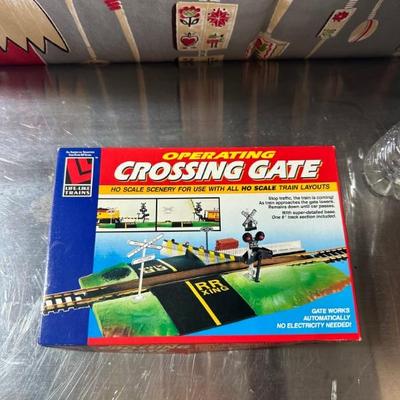 LIFE-LIKE
TRAINS
OPERATING
CROSSING GATE
HO SCALE SCENERY FOR USE WITH ALL HO SCALE TRAIN LAYOUTS
Stop traffic, the train is coming!
As train approaches the gate lowers.
Remains down until car passes.
With super-detailed base.
One 9" track section included.
RR
RR
XING
GATE WORKS
AUTOMATICALLY
NO ELECTRICITY NEEDED!